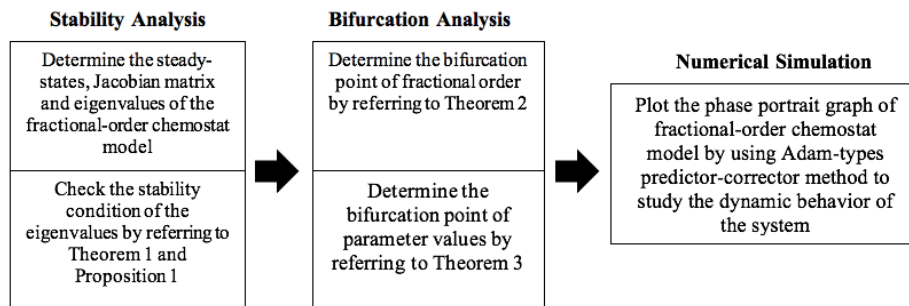 Stability Analysis
Determine the steady-
states, Jacobian matrix
and eigenvalues of the
fractional-order chemostat
model
Check the stability
condition of the
eigenvalues by referring to
Theorem 1 and
Proposition 1
Bifurcation Analysis
Determine the bifurcation
point of fractional order
by referring to Theorem 2
Determine the
bifurcation point of
parameter values by
referring to Theorem 3
Numerical Simulation
Plot the phase portrait graph of
fractional-order chemostat
model by using Adam-types
predictor-corrector method to
study the dynamic behavior of
the system